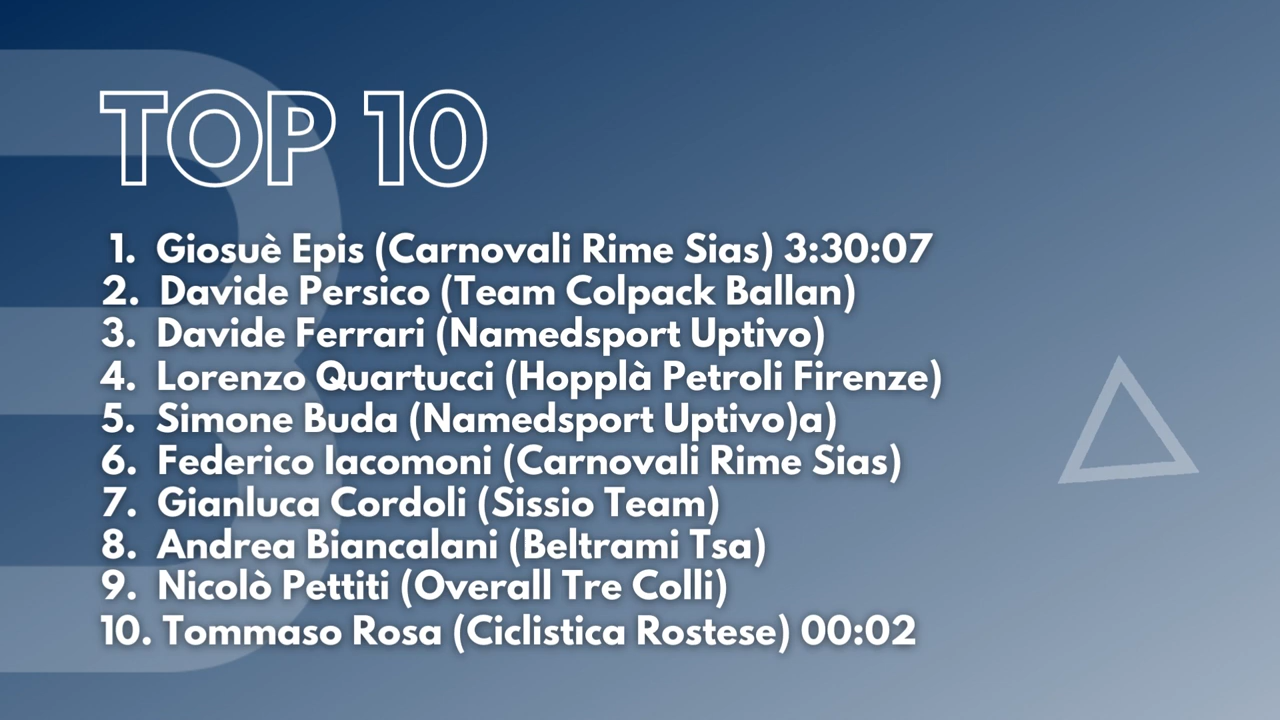 TOP 10
1. Giosuè Epis (Carnovali Rime Sias) 3:30:07
2. Davide Persico (Team Colpack Ballan)
3. Davide Ferrari (Namedsport Uptivo)
4. Lorenzo Quartucci (Hopplà Petroli Firenze)
5. Simone Buda (Namedsport Uptivo)a)
6. Federico Iacomoni (Carnovali Rime Sias)
7. Gianluca Cordoli (Sissio Team)
8. Andrea Biancalani (Beltrami Tsa)
9. Nicolò Pettiti (Overall Tre Colli)
10. Tommaso Rosa (Ciclistica Rostese) 00:02